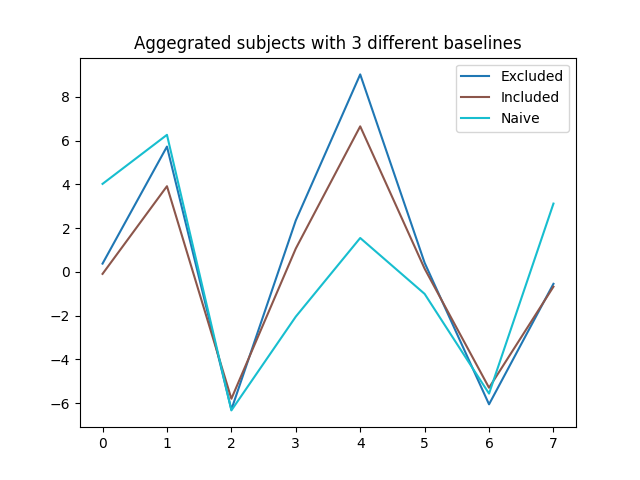 Aggegrated subjects with 3 different baselines
Excluded
Included
Naive
8
6
4
2
0
−2
−4
−6
0 1 2 3 4 5 6 7